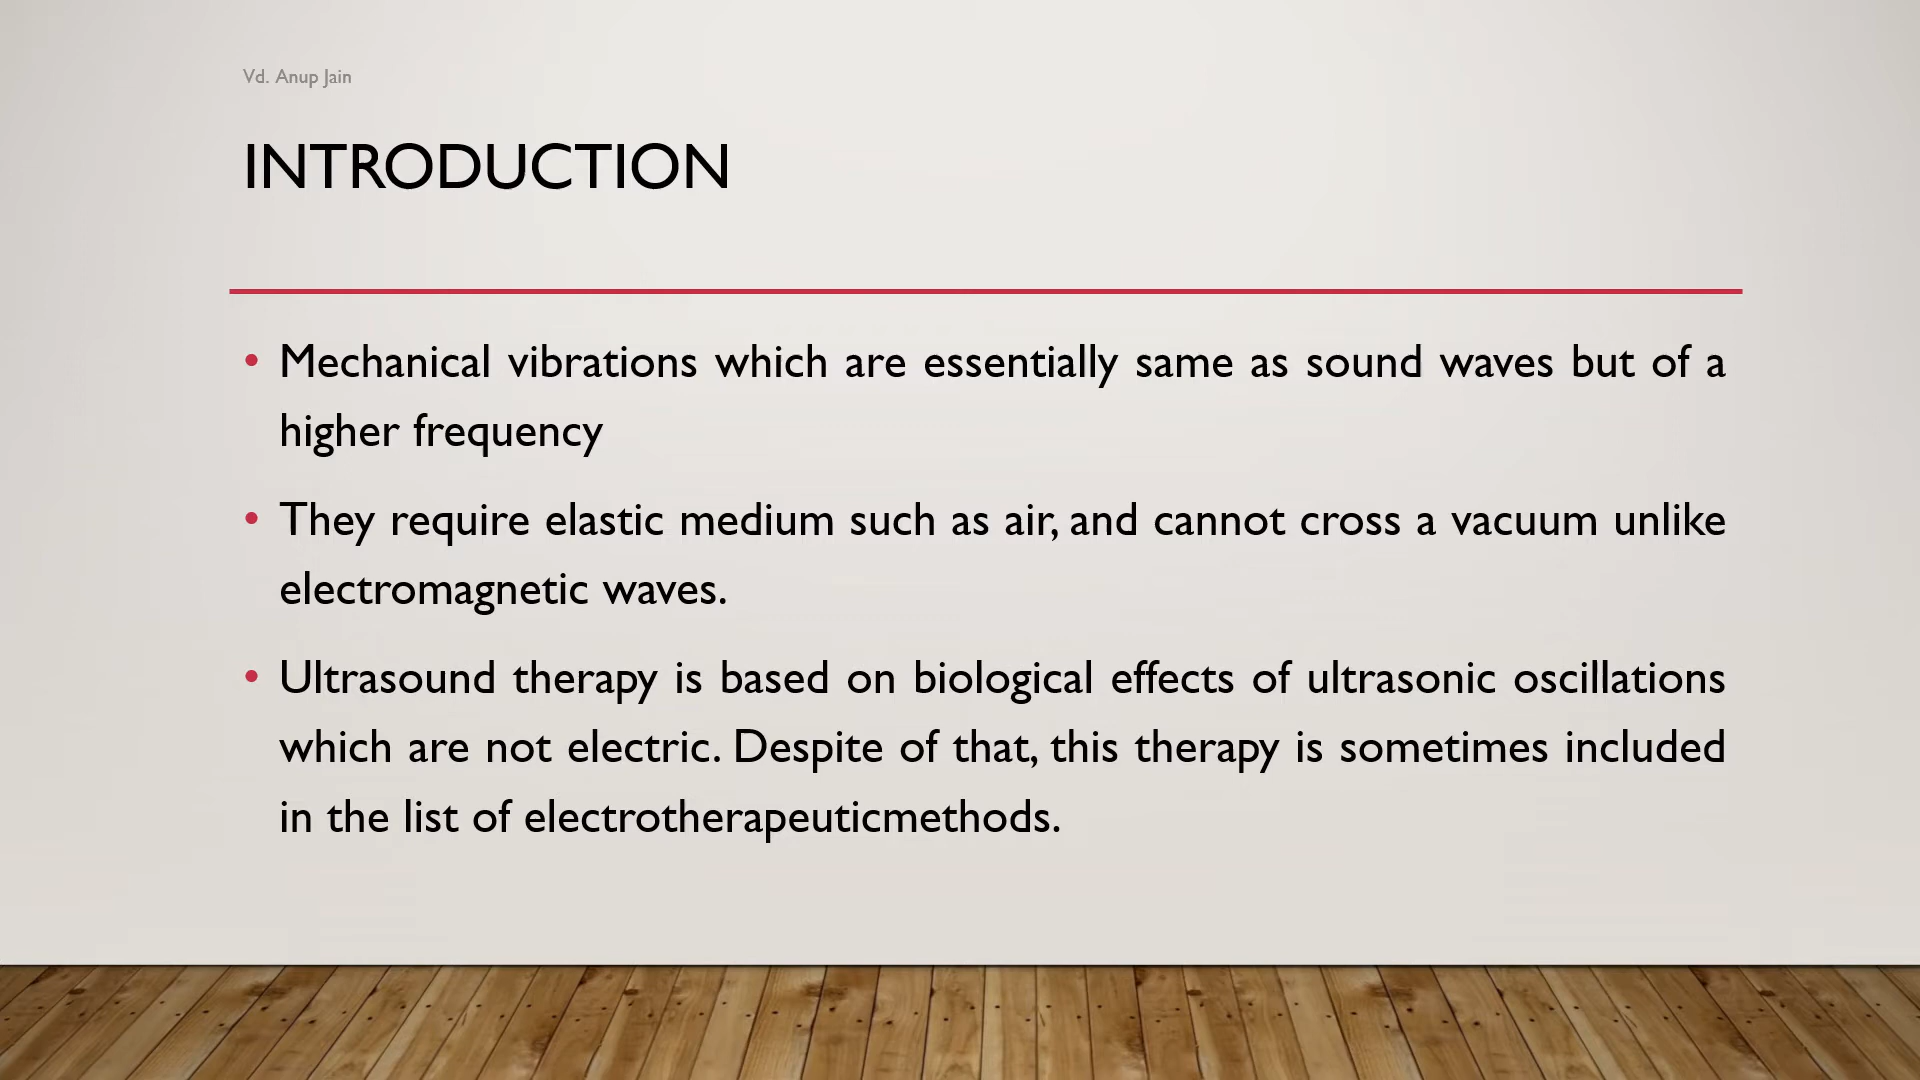 Vd. Anup Jain
INTRODUCTION
• Mechanical vibrations which are essentially same as sound waves but of a
higher frequency
• They require elastic medium such as air, and cannot cross a vacuum unlike
electromagnetic waves.
• Ultrasound therapy is based on biological effects of ultrasonic oscillations
which are not electric. Despite of that, this therapy is sometimes included
in the list of electrotherapeuticmethods.